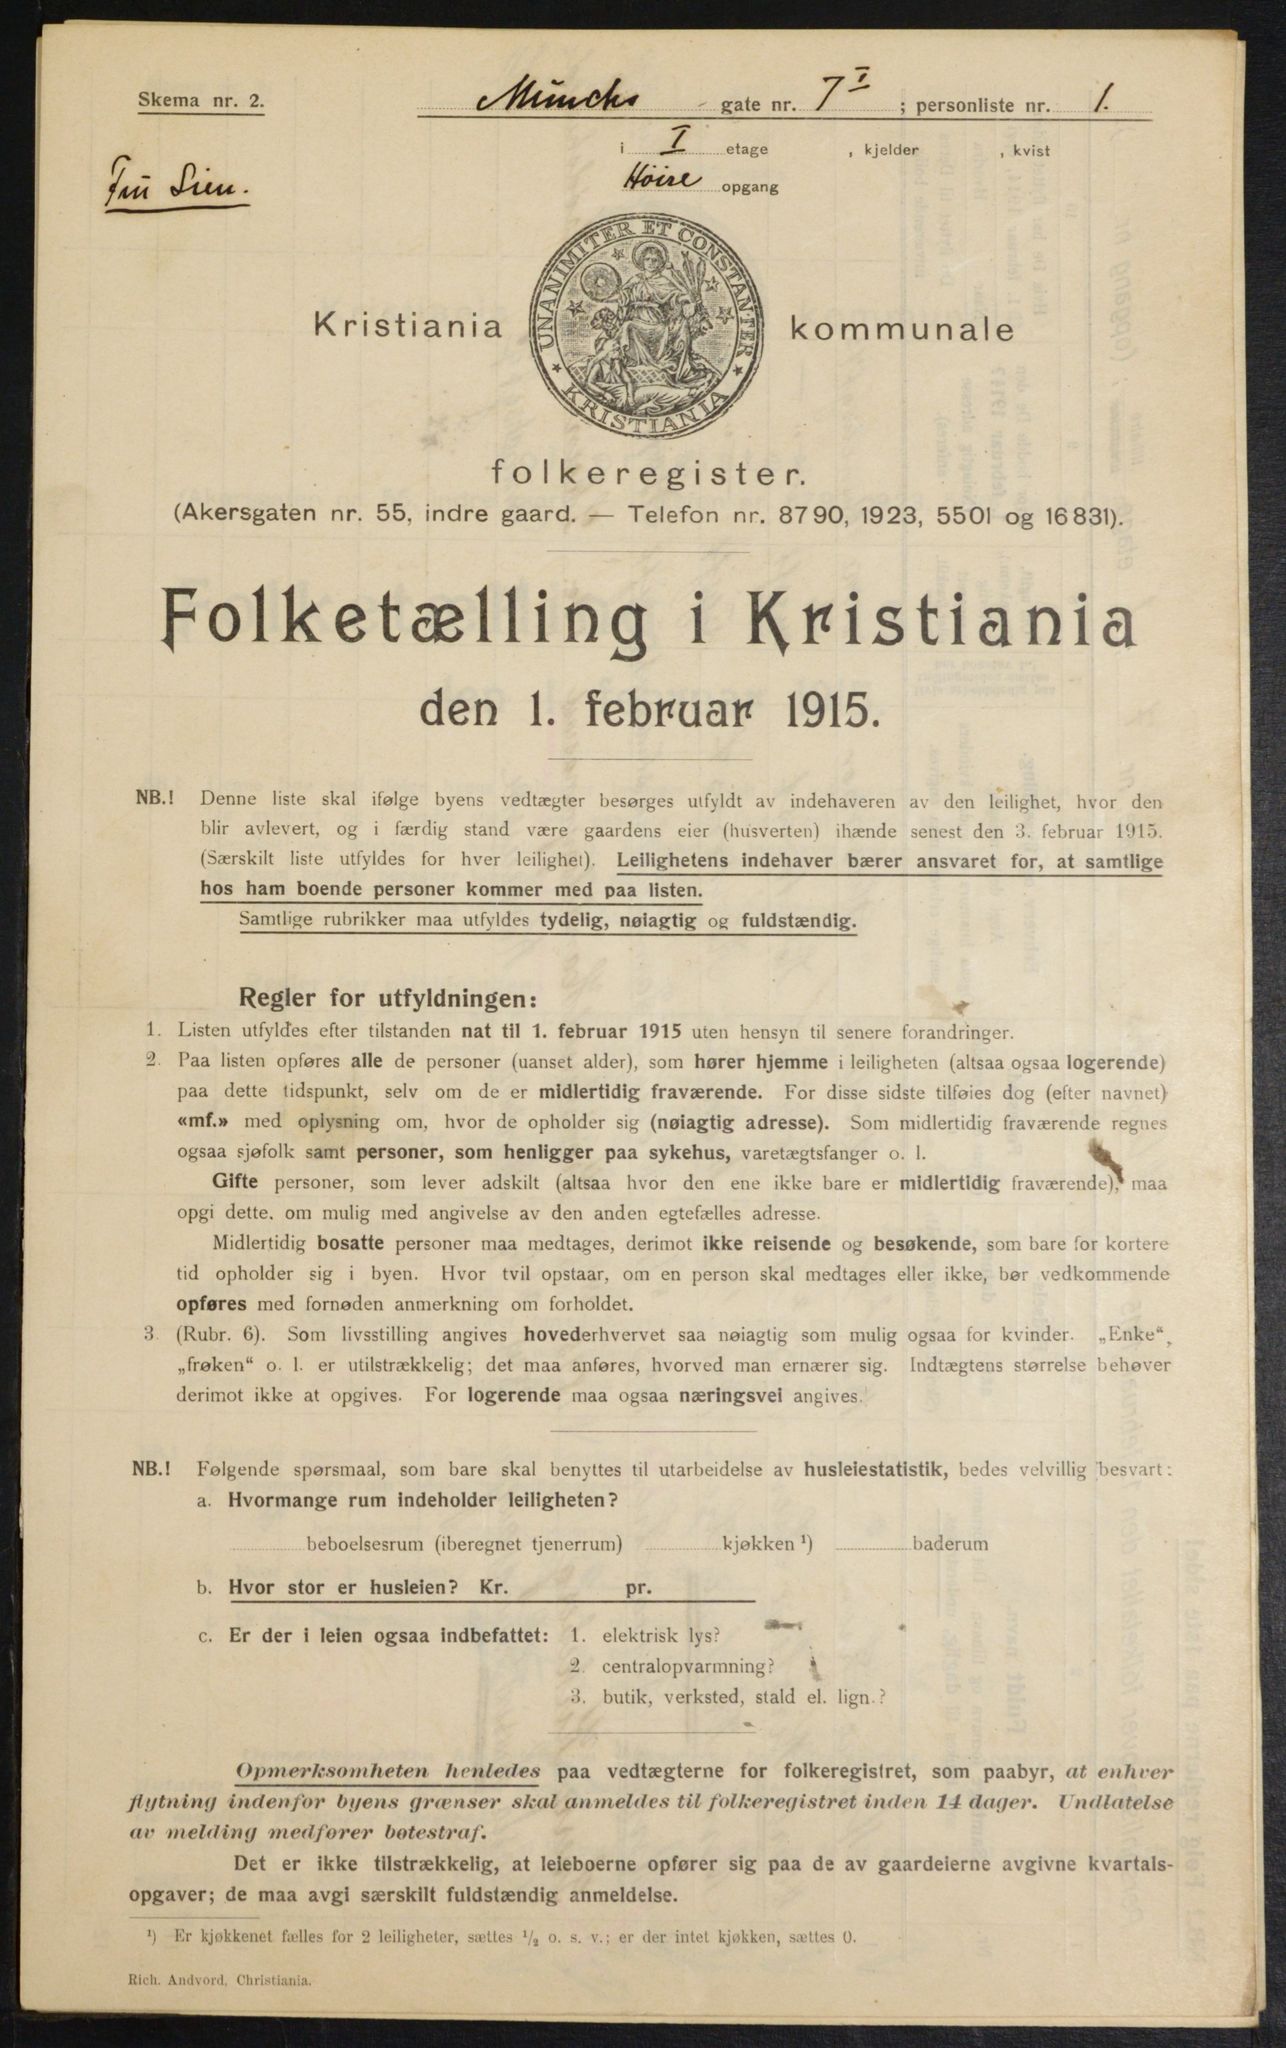 Skema nr. 2.
Munchs gate nr. 7 I ; personliste nr. 1.
i I etage , kjelder , kvist
Fru Lien.
Höire opgang
UNANIMITER ET CONSTANTER
KRISTIANIA
Kristiania kommunale
folkeregister.
(Akersgaten nr. 55, indre gaard. — Telefon nr. 8790, 1923, 5501 og 16831).
Folketælling i Kristiania
den 1. februar 1915.
NB.! Denne liste skal ifølge byens vedtægter besørges utfyldt av indehaveren av den leilighet, hvor den
blir avlevert, og i færdig stand være gaardens eier (husverten) ihænde senest den 3. februar 1915.
(Særskilt liste utfyldes for hver leilighet). Leilighetens indehaver bærer ansvaret for, at samtlige
hos ham boende personer kommer med paa listen.
Samtlige rubrikker maa utfyldes tydelig, nøiagtig og fuldstændig.
Regler for utfyldningen:
1. Listen utfyldes efter tilstanden nat til 1. februar 1915 uten hensyn til senere forandringer.
2. Paa listen opføres alle de personer (uanset alder), som hører hjemme i leiligheten (altsaa ogsaa logerende)
paa dette tidspunkt, selv om de er midlertidig fraværende. For disse sidste tilføies dog (efter navnet)
«mf.» med oplysning om, hvor de opholder sig (nøiagtig adresse). Som midlertidig fraværende regnes
ogsaa sjøfolk samt personer, som henligger paa sykehus, varetægtsfanger o. l.
Gifte personer, som lever adskilt (altsaa hvor den ene ikke bare er midlertidig fraværende), maa
opgi dette, om mulig med angivelse av den anden egtefælles adresse.
Midlertidig bosatte personer maa medtages, derimot ikke reisende og besøkende, som bare for kortere
tid opholder sig i byen. Hvor tvil opstaar, om en person skal medtages eller ikke, bør vedkommende
opføres med fornøden anmerkning om forholdet.
3. (Rubr. 6). Som livsstilling angives hovederhvervet saa nøiagtig som mulig ogsaa for kvinder. „Enke“,
„frøken“ o. l. er utilstrækkelig; det maa anføres, hvorved man ernærer sig. Indtægtens størrelse behøver
derimot ikke at opgives. For logerende maa ogsaa næringsvei angives.
NB.! Følgende spørsmaal, som bare skal benyttes til utarbeidelse av husleiestatistik, bedes velvillig besvart:
a. Hvormange rum indeholder leiligheten?
beboelsesrum (iberegnet tjenerrum) kjøkken ¹) baderum
b. Hvor stor er husleien? Kr. pr.
c. Er der i leien ogsaa indbefattet: 1. elektrisk lys?
2. centralopvarmning?
3. butik, verksted, stald el. lign.?
Opmerksomheten henledes paa vedtægterne for folkeregistret, som paabyr, at enhver
flytning indenfor byens grænser skal anmeldes til folkeregistret inden 14 dager. Undlatelse
av melding medfører bøtestraf.
Det er ikke tilstrækkelig, at leieboerne opfører sig paa de av gaardeierne avgivne kvartals-
opgaver; de maa avgi særskilt fuldstændig anmeldelse.
¹) Er kjøkkenet fælles for 2 leiligheter, sættes ½ o. s. v.; er der intet kjøkken, sættes 0.
Rich. Andvord, Christiania.